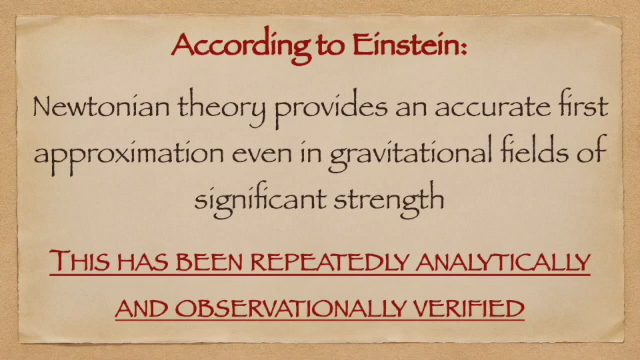 According to Einstein:
Newtonian theory provides an accurate first
approximation even in gravitational fields of
significant strength
THIS HAS BEEN REPEATEDLY ANALYTICALLY
AND OBSERVATIONALLY VERIFIED